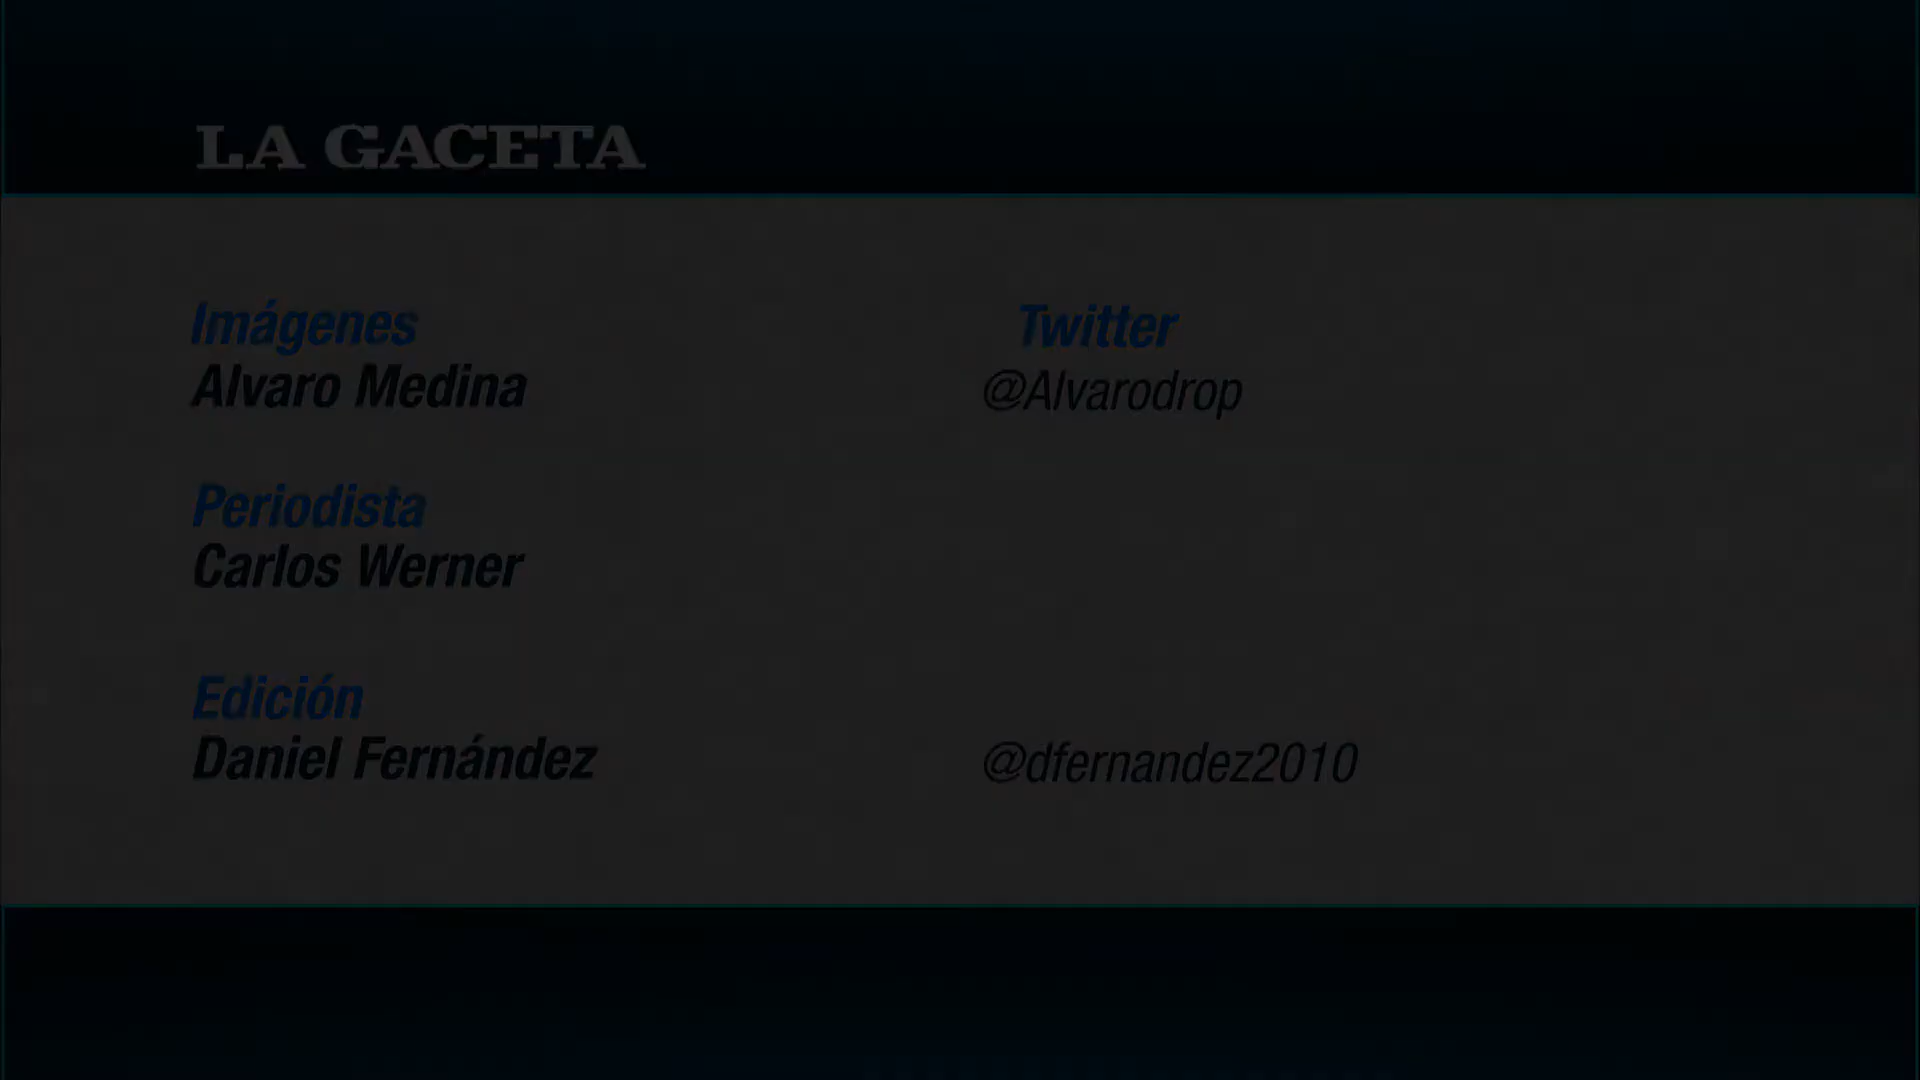 LA GACETA
Imágenes
Alvaro Medina
Twitter
@Alvarodrop
Periodista
Carlos Werner
Edición
Daniel Fernández
@dfernandez2010